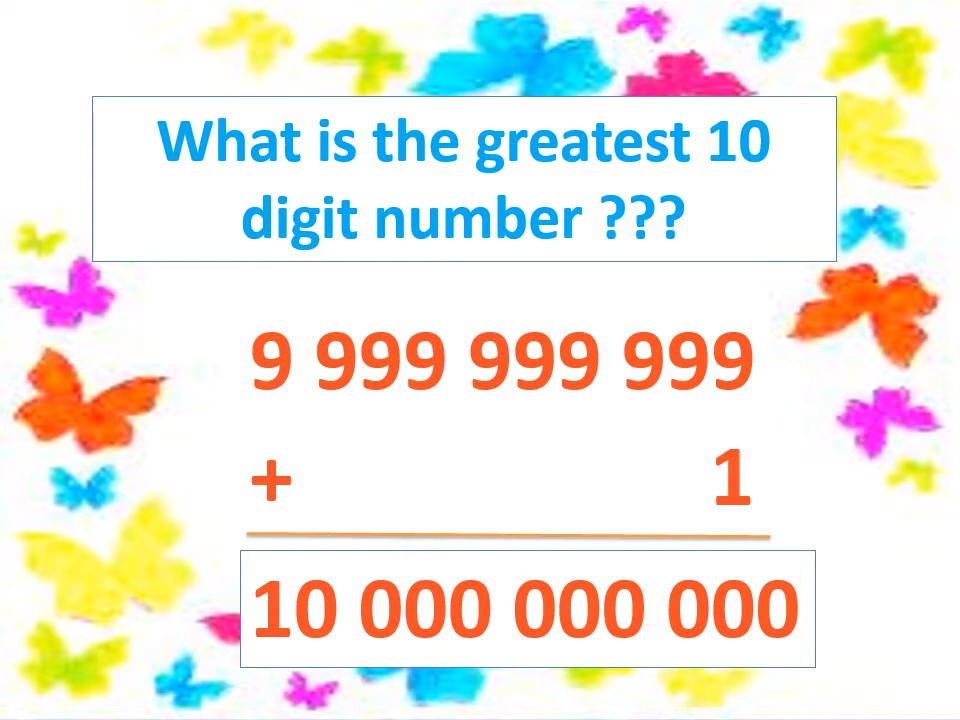 What is the greatest 10
digit number ???
9 999 999 999
+ 1
10 000 000 000